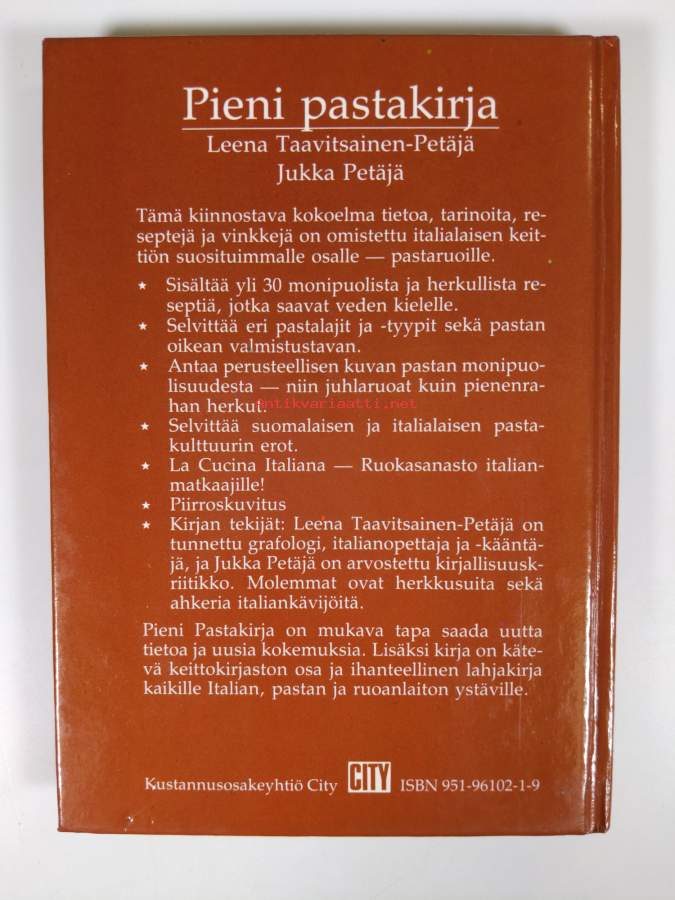 Pieni pastakirja
Leena Taavitsainen-Petäjä
Jukka Petäjä
Tämä kiinnostava kokoelma tietoa, tarinoita, re-
septejä ja vinkkejä on omistettu italialaisen keit-
tiön suosituimmalle osalle — pastaruoille.
★ Sisältää yli 30 monipuolista ja herkullista re-
septiä, jotka saavat veden kielelle.
★ Selvittää eri pastalajit ja -tyypit sekä pastan
oikean valmistustavan.
★ Antaa perusteellisen kuvan pastan monipuo-
lisuudesta — niin juhlaruoat kuin pienenra-
han herkut.
antikvariaatti.net
★ Selvittää suomalaisen ja italialaisen pasta-
kulttuurin erot.
★ La Cucina Italiana — Ruokasanasto italian-
matkaajille!
★ Piirroskuvitus
★ Kirjan tekijät: Leena Taavitsainen-Petäjä on
tunnettu grafologi, italianopettaja ja -kääntä-
jä, ja Jukka Petäjä on arvostettu kirjallisuusk-
riitikko. Molemmat ovat herkkusuita sekä
ahkeria italiankävijöitä.
Pieni Pastakirja on mukava tapa saada uutta
tietoa ja uusia kokemuksia. Lisäksi kirja on käte-
vä keittokirjaston osa ja ihanteellinen lahjakirja
kaikille Italian, pastan ja ruoanlaiton ystäville.
Kustannusosakeyhtiö City CITY ISBN 951-96102-1-9